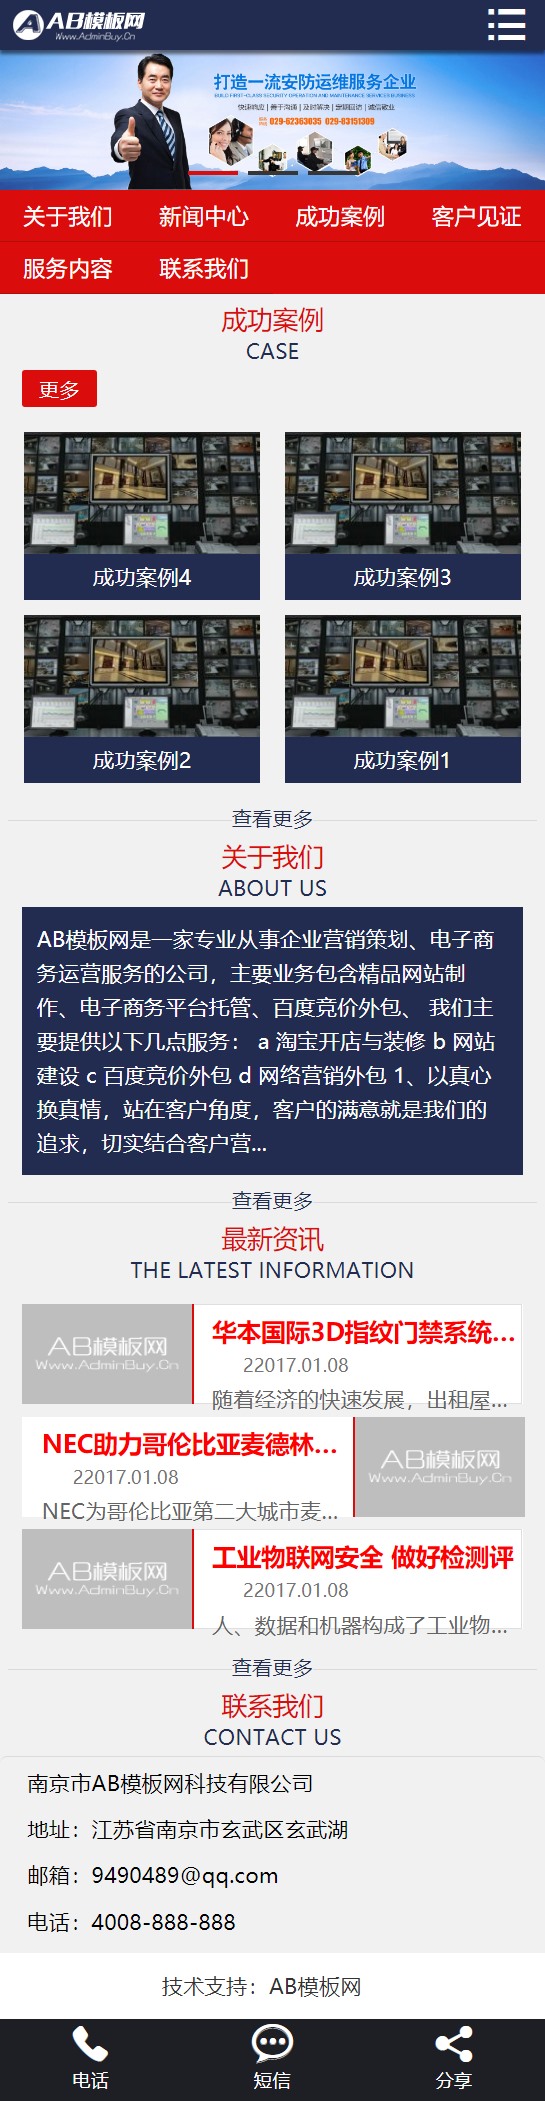 AB模板网
Www.AdminBuy.Cn
打造一流安防运维服务企业
BUILD FIRST-CLASS SECURITY OPERATION AND MAINTENANCE SERVICES BUSINESS
快速响应 | 善于沟通 | 及时解决 | 定期回访 | 诚信敬业
029-62363035 029-83151309
关于我们 新闻中心 成功案例 客户见证
服务内容 联系我们
成功案例
CASE
更多
成功案例4 成功案例3
成功案例2 成功案例1
查看更多
关于我们
ABOUT US
AB模板网是一家专业从事企业营销策划、电子商
务运营服务的公司，主要业务包含精品网站制
作、电子商务平台托管、百度竞价外包、 我们主
要提供以下几点服务： a 淘宝开店与装修 b 网站
建设 c 百度竞价外包 d 网络营销外包 1、以真心
换真情，站在客户角度，客户的满意就是我们的
追求，切实结合客户营...
查看更多
最新资讯
THE LATEST INFORMATION
AB模板网
Www.AdminBuy.Cn
华本国际3D指纹门禁系统...
22017.01.08
随着经济的快速发展，出租屋...
NEC助力哥伦比亚麦德林...
22017.01.08
NEC为哥伦比亚第二大城市麦...
AB模板网
Www.AdminBuy.Cn
AB模板网
Www.AdminBuy.Cn
工业物联网安全 做好检测评
22017.01.08
人、数据和机器构成了工业物...
查看更多
联系我们
CONTACT US
南京市AB模板网科技有限公司
地址：江苏省南京市玄武区玄武湖
邮箱：9490489@qq.com
电话：4008-888-888
技术支持：AB模板网
电话 短信 分享